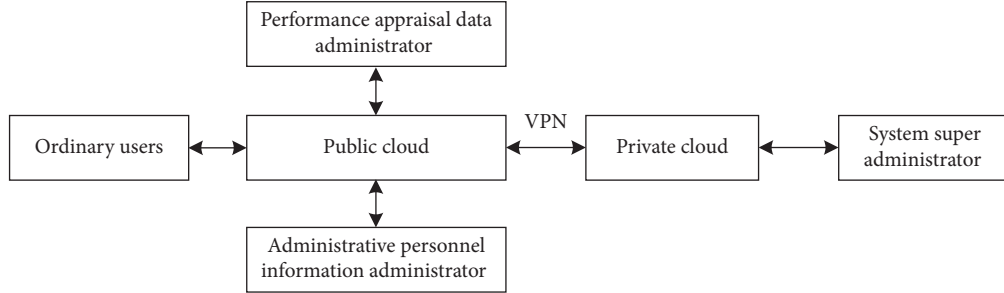 Performance appraisal data
administrator
VPN
Ordinary users
Public cloud
Private cloud
System super
administrator
Administrative personnel
information administrator